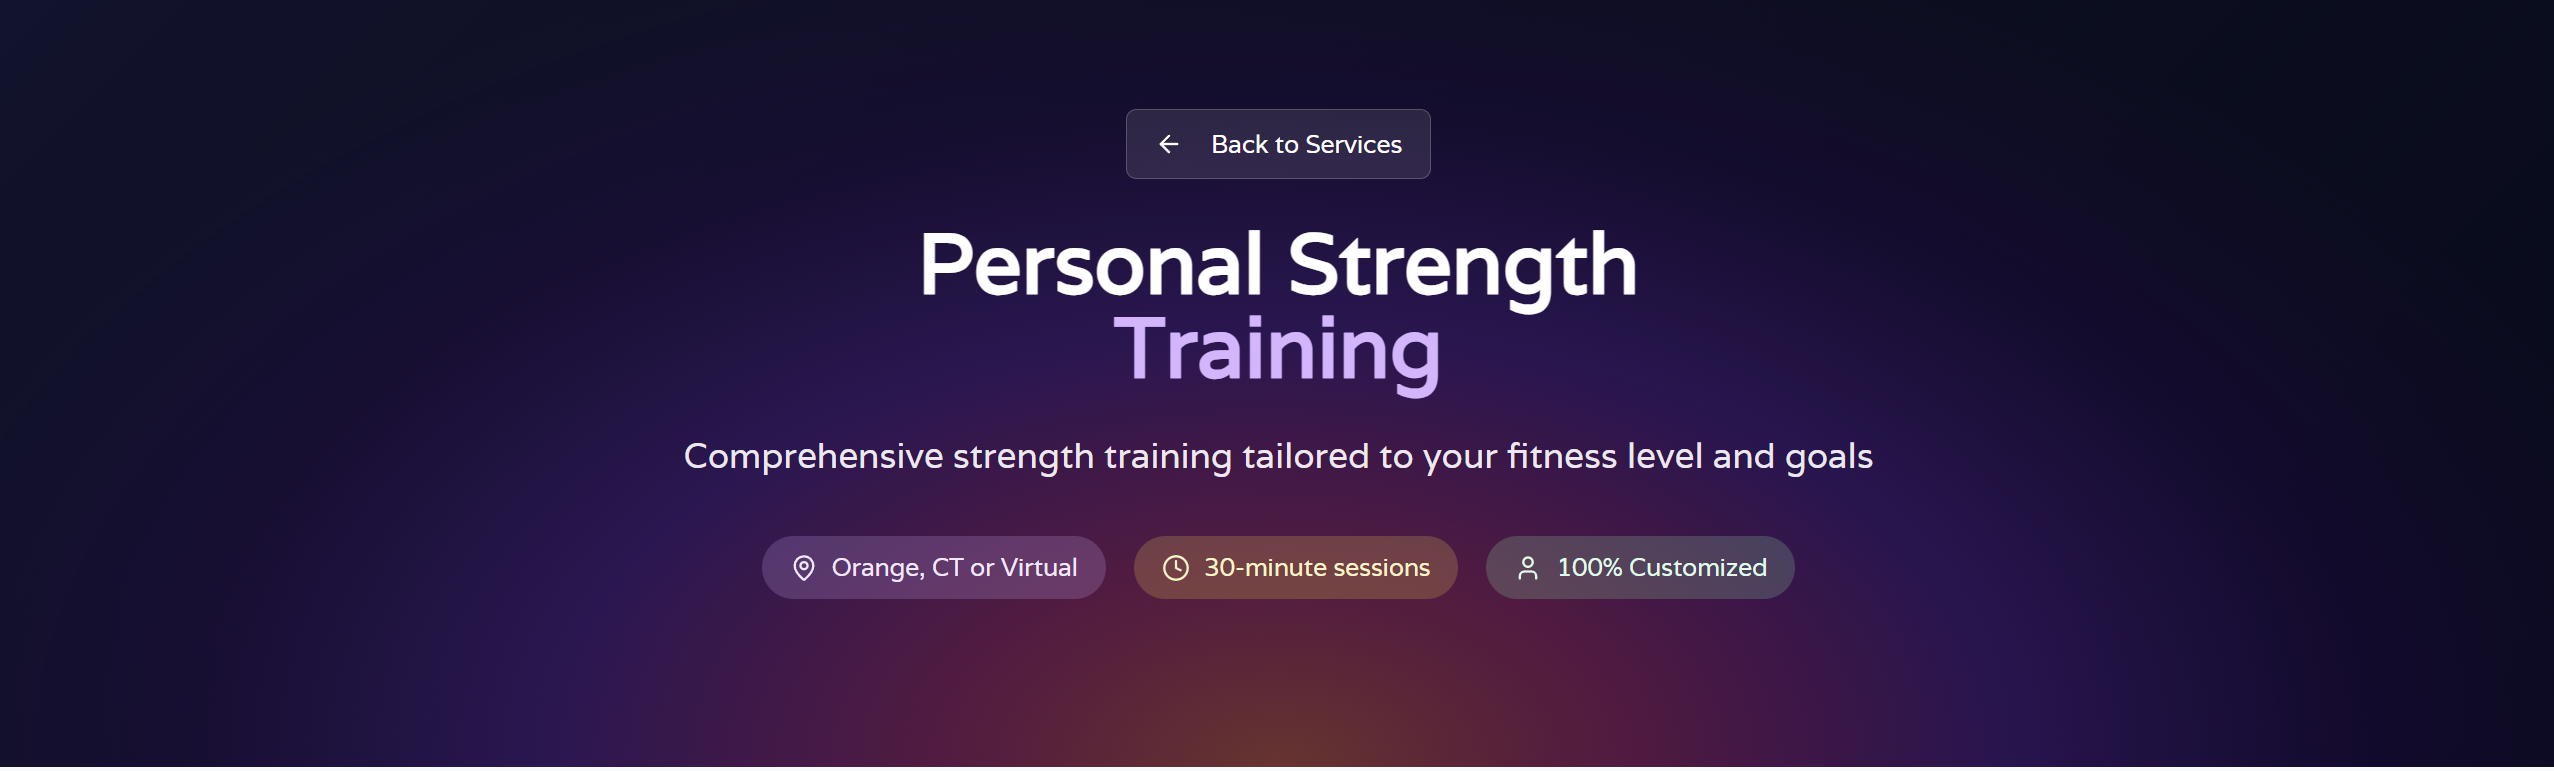 Back to Services
Personal Strength
Training
Comprehensive strength training tailored to your fitness level and goals
Orange, CT or Virtual
30-minute sessions
100% Customized